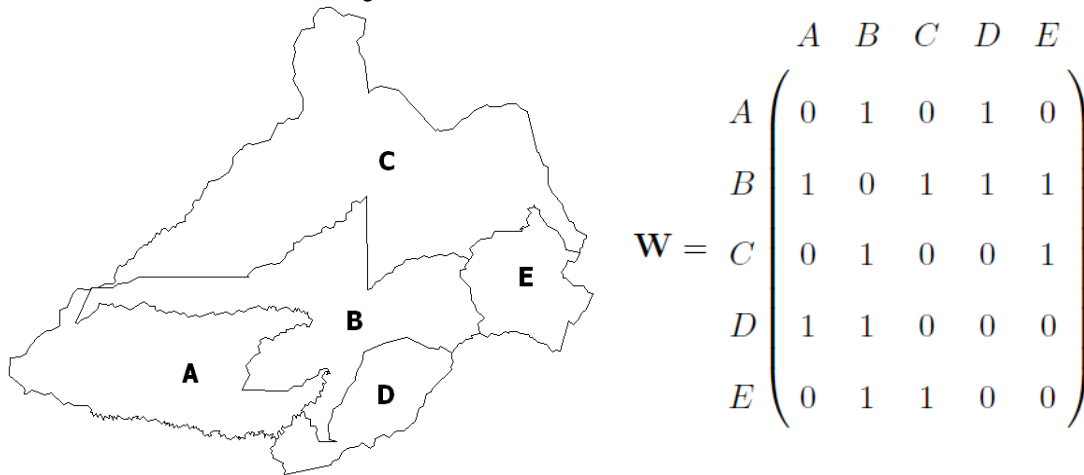 C
E
B
A
D
A B C D E
W =
A 0 1 0 1 0
B 1 0 1 1 1
C 0 1 0 0 1
D 1 1 0 0 0
E 0 1 1 0 0